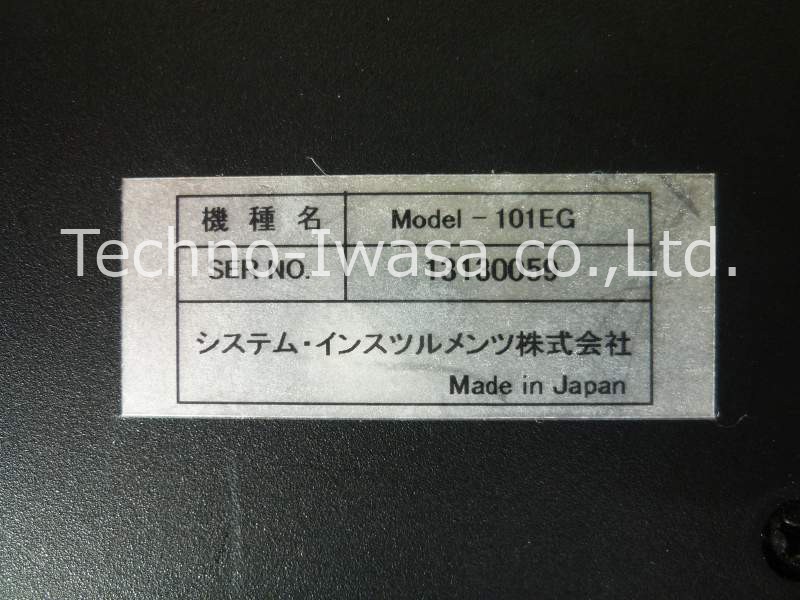 機種名 Model - 101EG
Techno-Iwasa co.,Ltd.
SER NO. 13130059
システム・インスツルメンツ株式会社
Made in Japan